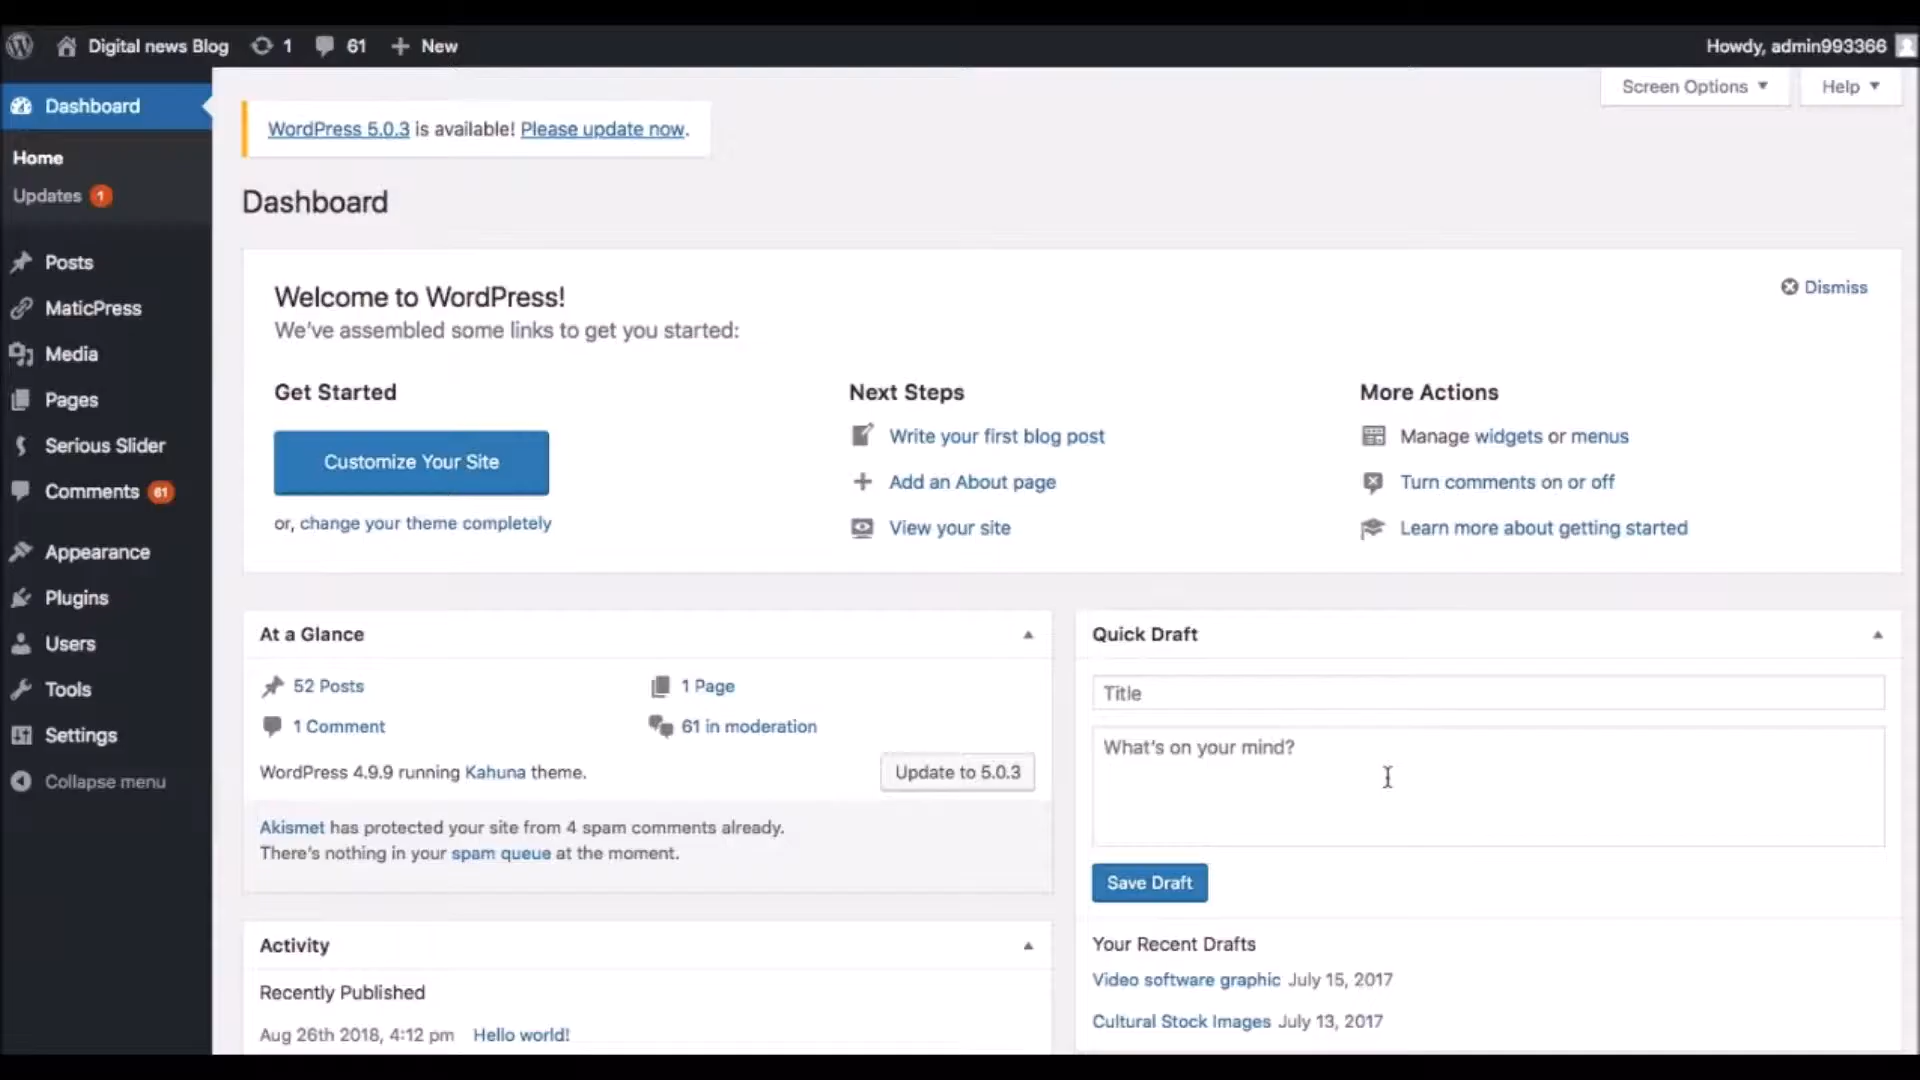 Digital news Blog 1 61 New Howdy, admin993366
Dashboard
Home
Updates 1
Posts
MaticPress
Media
Pages
Serious Slider
Comments 61
Appearance
Plugins
Users
Tools
Settings
Collapse menu
Screen Options Help
WordPress 5.0.3 is available! Please update now.
Dashboard
Welcome to WordPress!
We've assembled some links to get you started:
Dismiss
Get Started
Customize Your Site
or, change your theme completely
Next Steps
Write your first blog post
Add an About page
View your site
More Actions
Manage widgets or menus
Turn comments on or off
Learn more about getting started
At a Glance
52 Posts 1 Page
1 Comment 61 in moderation
WordPress 4.9.9 running Kahuna theme. Update to 5.0.3
Akismet has protected your site from 4 spam comments already.
There's nothing in your spam queue at the moment.
Activity
Recently Published
Aug 26th 2018, 4:12 pm Hello world!
Quick Draft
Title
What's on your mind?
Save Draft
Your Recent Drafts
Video software graphic July 15, 2017
Cultural Stock Images July 13, 2017